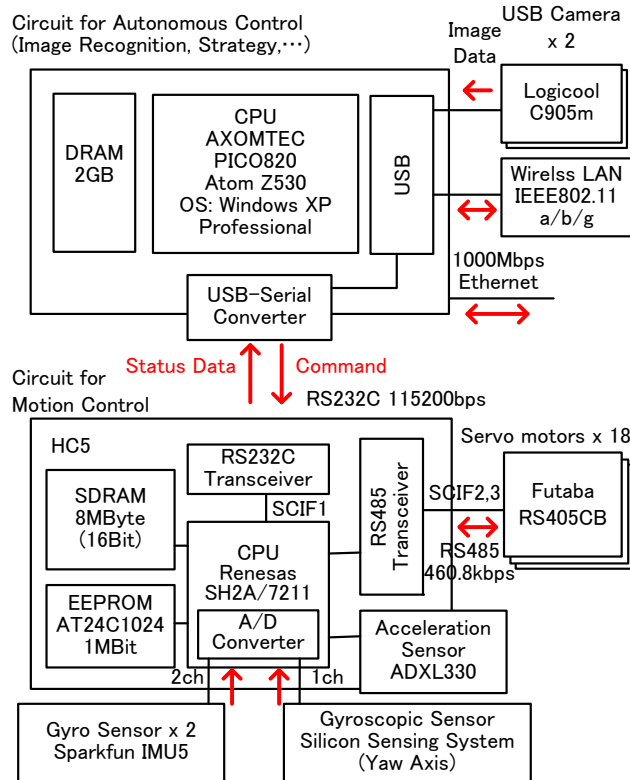 Circuit for Autonomous Control
(Image Recognition, Strategy,…)
USB Camera
x 2
Image
Data
Logicool
C905m
DRAM
2GB
CPU
AXOMTEC
PICO820
Atom Z530
OS: Windows XP
Professional
USB
Wirelss LAN
IEEE802.11
a/b/g
1000Mbps
Ethernet
USB-Serial
Converter
Status Data
Command
RS232C 115200bps
Circuit for
Motion Control
HC5
RS232C
Transceiver
SCIF1
RS485
Transceiver
Servo motors x 18
SCIF2,3
Futaba
RS405CB
RS485
460.8kbps
SDRAM
8MByte
(16Bit)
CPU
Renesas
SH2A/7211
EEPROM
AT24C1024
1MBit
A/D
Converter
Acceleration
Sensor
ADXL330
2ch
1ch
Gyro Sensor x 2
Sparkfun IMU5
Gyroscopic Sensor
Silicon Sensing System
(Yaw Axis)